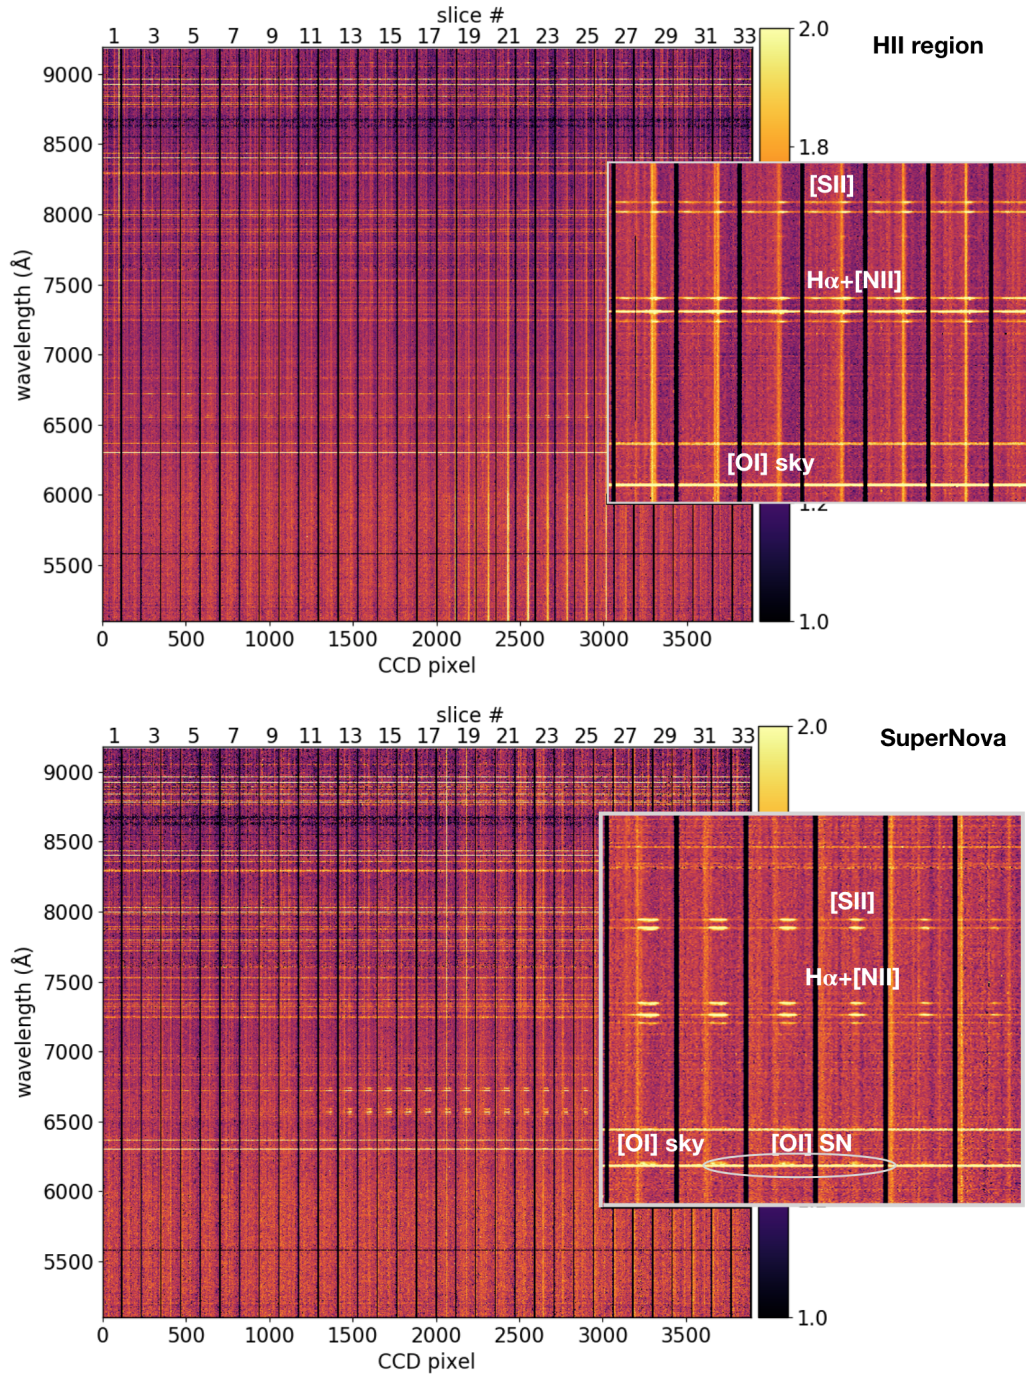 slice #
1 3 5 7 9 11 13 15 17 19 21 23 25 27 29 31 33
2.0
HII region
9000
8500
1.8
8000
[SII]
7500
Hα+[NII]
wavelength (Å)
7000
6500
[OI] sky
6000
1.2
5500
1.0
0 500 1000 1500 2000 2500 3000 3500
CCD pixel
slice #
1 3 5 7 9 11 13 15 17 19 21 23 25 27 29 31 33
2.0
SuperNova
9000
8500
8000
[SII]
7500
Hα+[NII]
wavelength (Å)
7000
6500
[OI] sky [OI] SN
6000
5500
1.0
0 500 1000 1500 2000 2500 3000 3500
CCD pixel